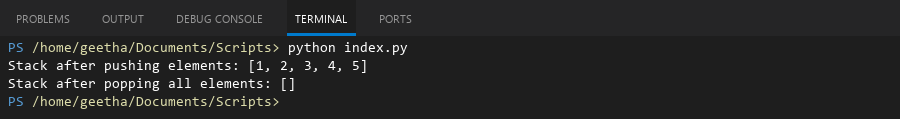 PROBLEMS OUTPUT DEBUG CONSOLE TERMINAL PORTS
PS /home/geetha/Documents/Scripts> python index.py
Stack after pushing elements: [1, 2, 3, 4, 5]
Stack after popping all elements: []
PS /home/geetha/Documents/Scripts>